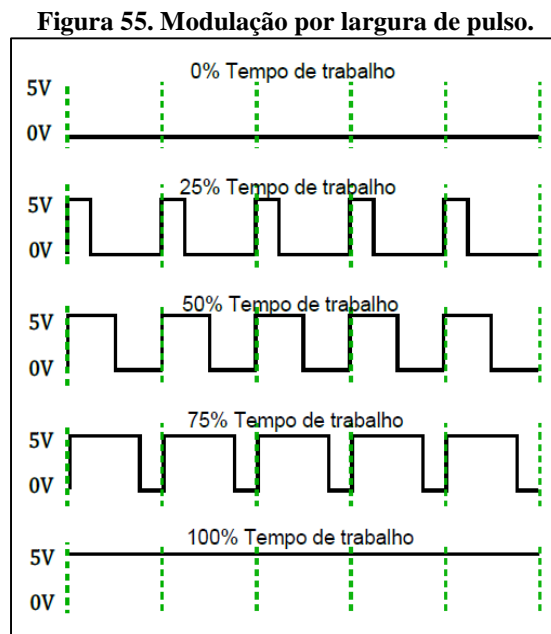 Figura 55. Modulação por largura de pulso.
0% Tempo de trabalho
5V
0V
25% Tempo de trabalho
5V
0V
50% Tempo de trabalho
5V
0V
75% Tempo de trabalho
5V
0V
100% Tempo de trabalho
5V
0V